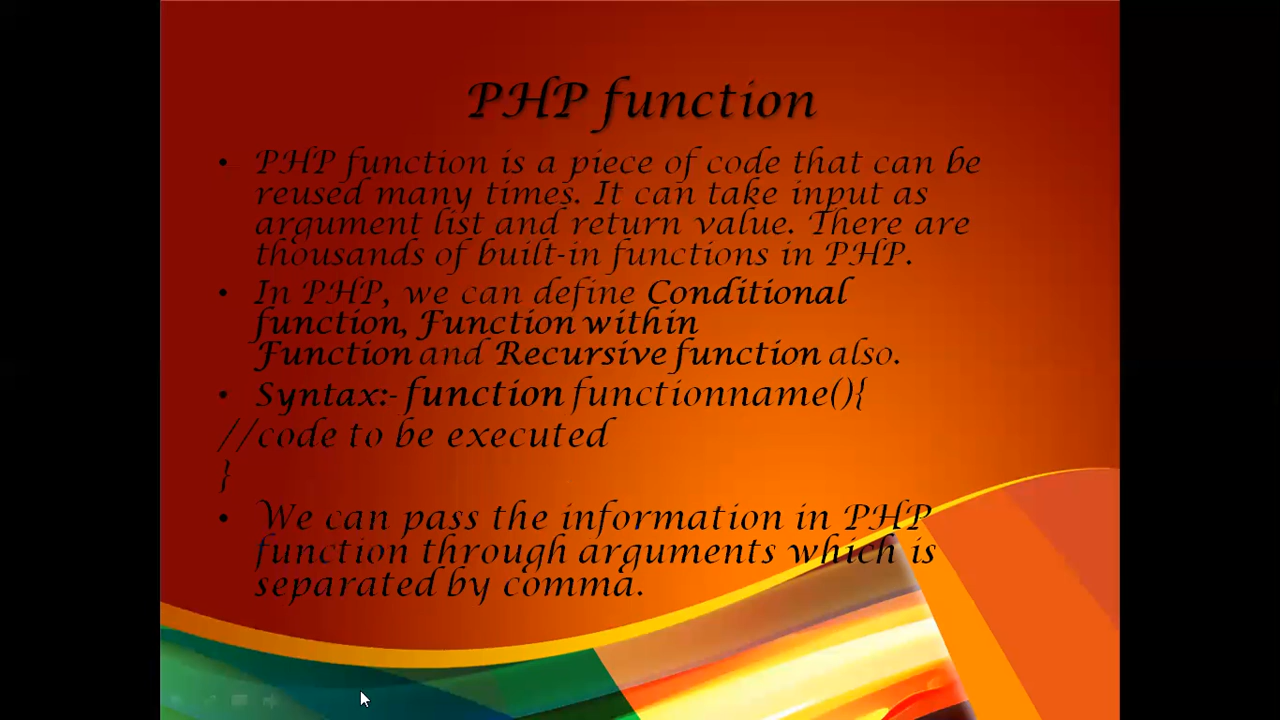 PHP function
• PHP function is a piece of code that can be
reused many times. It can take input as
argument list and return value. There are
thousands of built-in functions in PHP.
• In PHP, we can define Conditional
function, Function within
Function and Recursive function also.
• Syntax:- function functionname(){
//code to be executed
}
• We can pass the information in PHP
function through arguments which is
separated by comma.